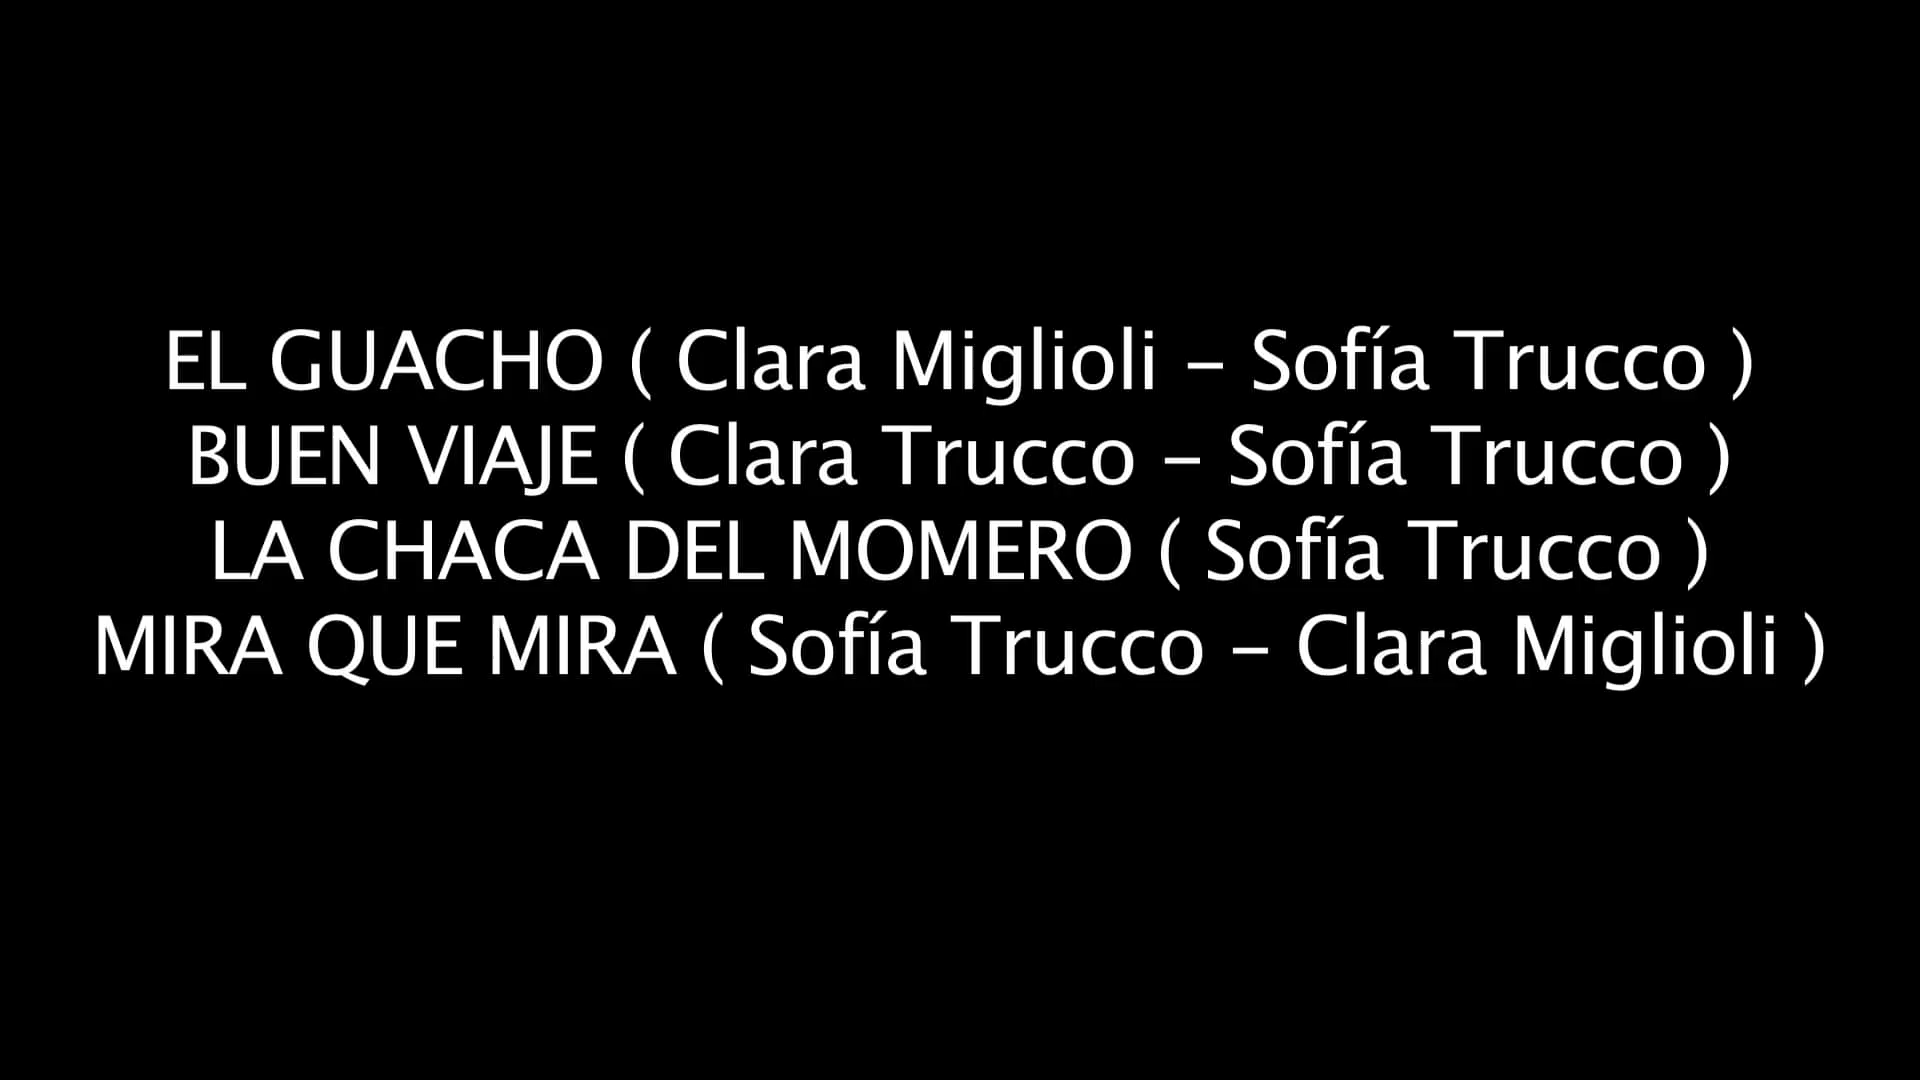 EL GUACHO ( Clara Miglioli - Sofía Trucco )
BUEN VIAJE ( Clara Trucco - Sofía Trucco )
LA CHACA DEL MOMERO ( Sofía Trucco )
MIRA QUE MIRA ( Sofía Trucco - Clara Miglioli )